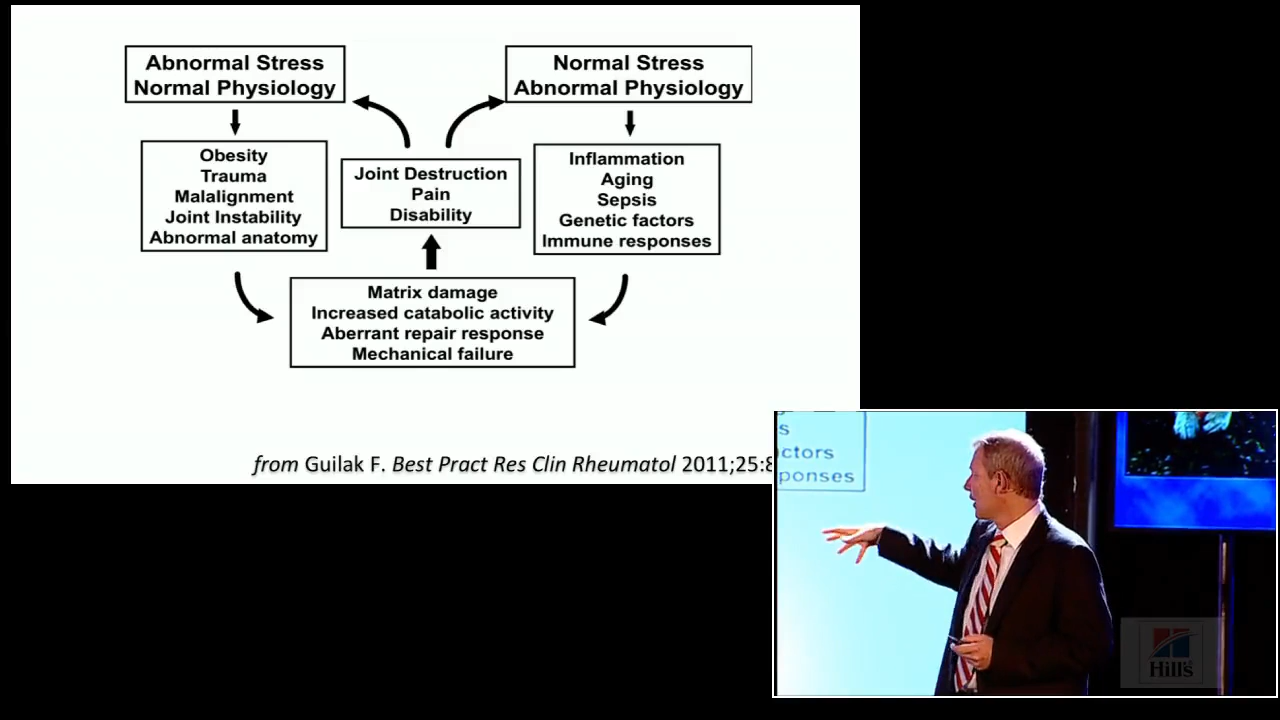 Abnormal Stress
Normal Physiology
Normal Stress
Abnormal Physiology
Obesity
Trauma
Malalignment
Joint Instability
Abnormal anatomy
Joint Destruction
Pain
Disability
Inflammation
Aging
Sepsis
Genetic factors
Immune responses
Matrix damage
Increased catabolic activity
Aberrant repair response
Mechanical failure
from Guilak F. Best Pract Res Clin Rheumatol 2011;25:8
s
ctors
ponses
Hill's